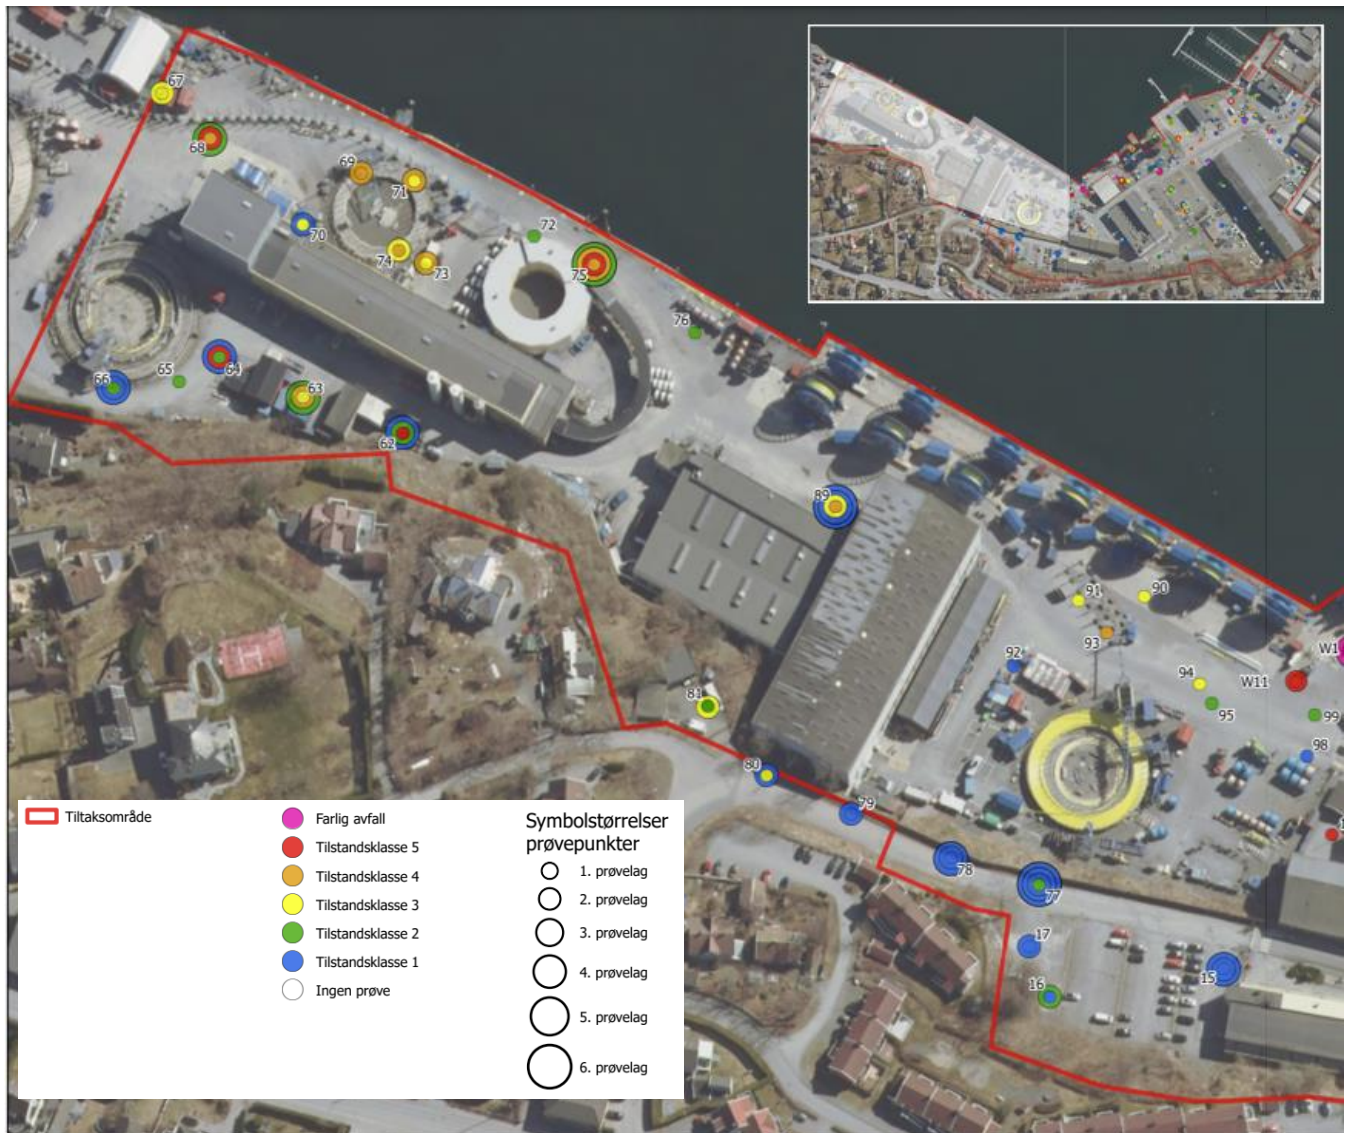 67
68
69
71
70
72
74
73
75
76
66
65
64
63
62
89
91
90
93
92
94
W1
W11
95
99
98
81
80
79
78
77
17
16
15
Tiltaksområde
Farlig avfall
Tilstandsklasse 5
Tilstandsklasse 4
Tilstandsklasse 3
Tilstandsklasse 2
Tilstandsklasse 1
Ingen prøve
Symbolstørrelser
prøvepunkter
1. prøvelag
2. prøvelag
3. prøvelag
4. prøvelag
5. prøvelag
6. prøvelag